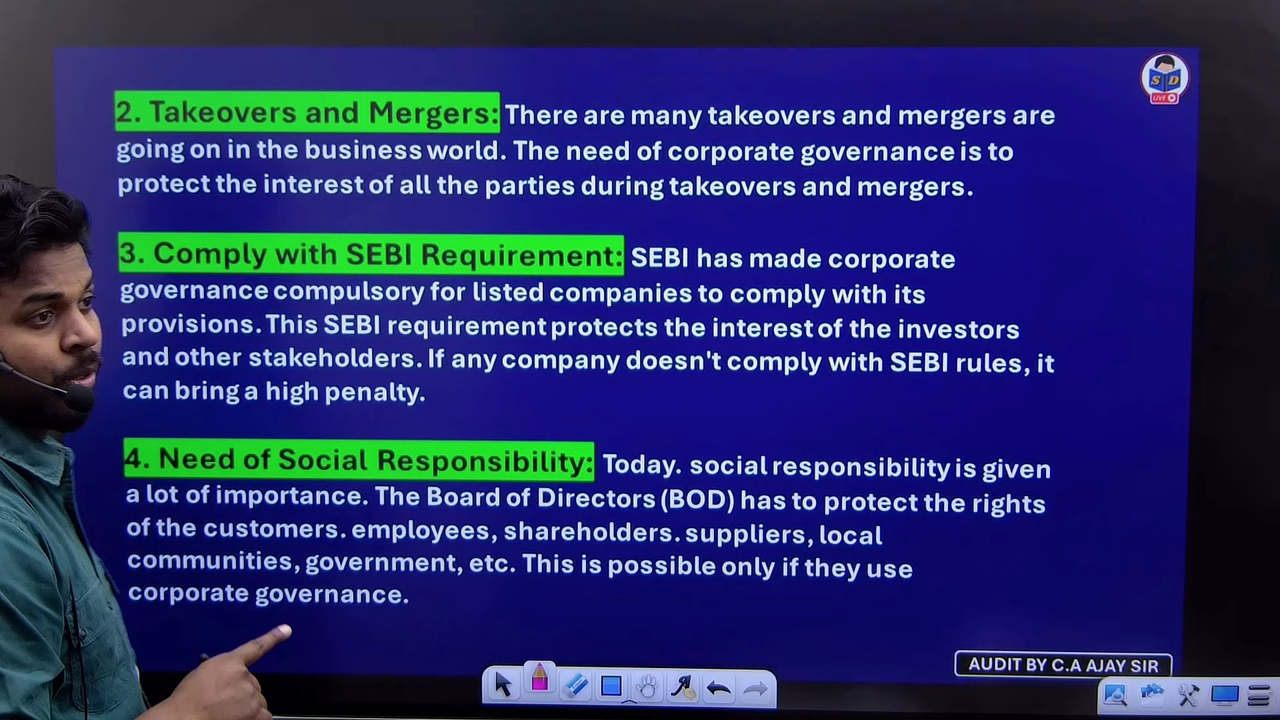 S D
LIVE
2. Takeovers and Mergers: There are many takeovers and mergers are
going on in the business world. The need of corporate governance is to
protect the interest of all the parties during takeovers and mergers.
3. Comply with SEBI Requirement: SEBI has made corporate
governance compulsory for listed companies to comply with its
provisions. This SEBI requirement protects the interest of the investors
and other stakeholders. If any company doesn't comply with SEBI rules, it
can bring a high penalty.
4. Need of Social Responsibility: Today. social responsibility is given
a lot of importance. The Board of Directors (BOD) has to protect the rights
of the customers. employees, shareholders. suppliers, local
communities, government, etc. This is possible only if they use
corporate governance.
AUDIT BY C.A AJAY SIR